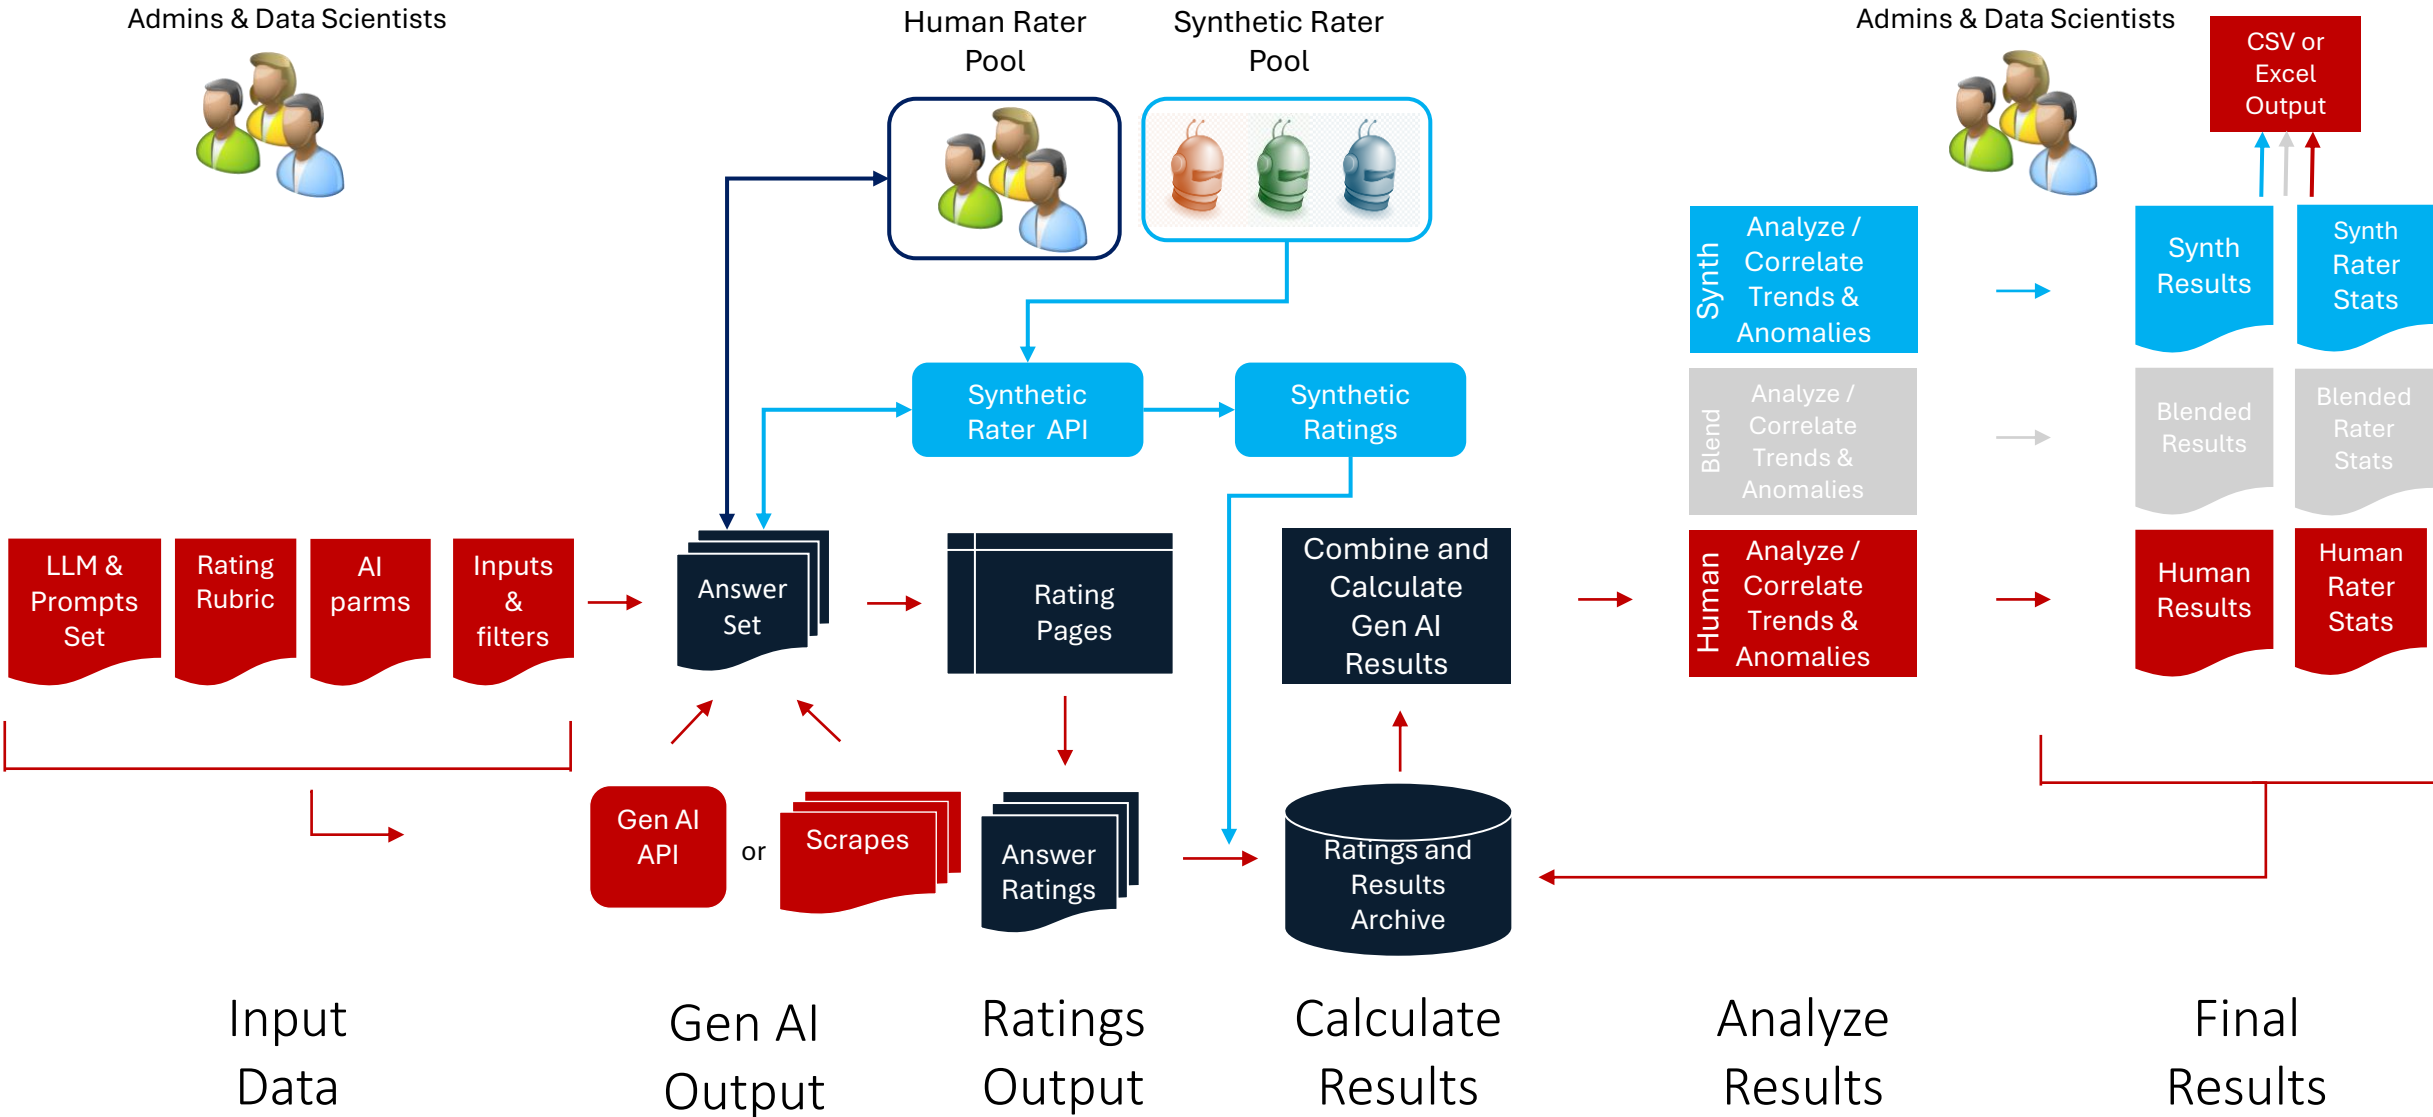 Admins & Data Scientists
Human Rater
Pool
Synthetic Rater
Pool
Admins & Data Scientists
CSV or
Excel
Output
Synth
Analyze /
Correlate
Trends &
Anomalies
Synth
Results
Synth
Rater
Stats
Synthetic
Rater API
Synthetic
Ratings
Blend
Analyze /
Correlate
Trends &
Anomalies
Blended
Results
Blended
Rater
Stats
LLM &
Prompts
Set
Rating
Rubric
AI
parms
Inputs
&
filters
Answer
Set
Rating
Pages
Combine and
Calculate
Gen AI
Results
Human
Analyze /
Correlate
Trends &
Anomalies
Human
Results
Human
Rater
Stats
Gen AI
API
or
Scrapes
Answer
Ratings
Ratings and
Results
Archive
Input
Data
Gen AI
Output
Ratings
Output
Calculate
Results
Analyze
Results
Final
Results